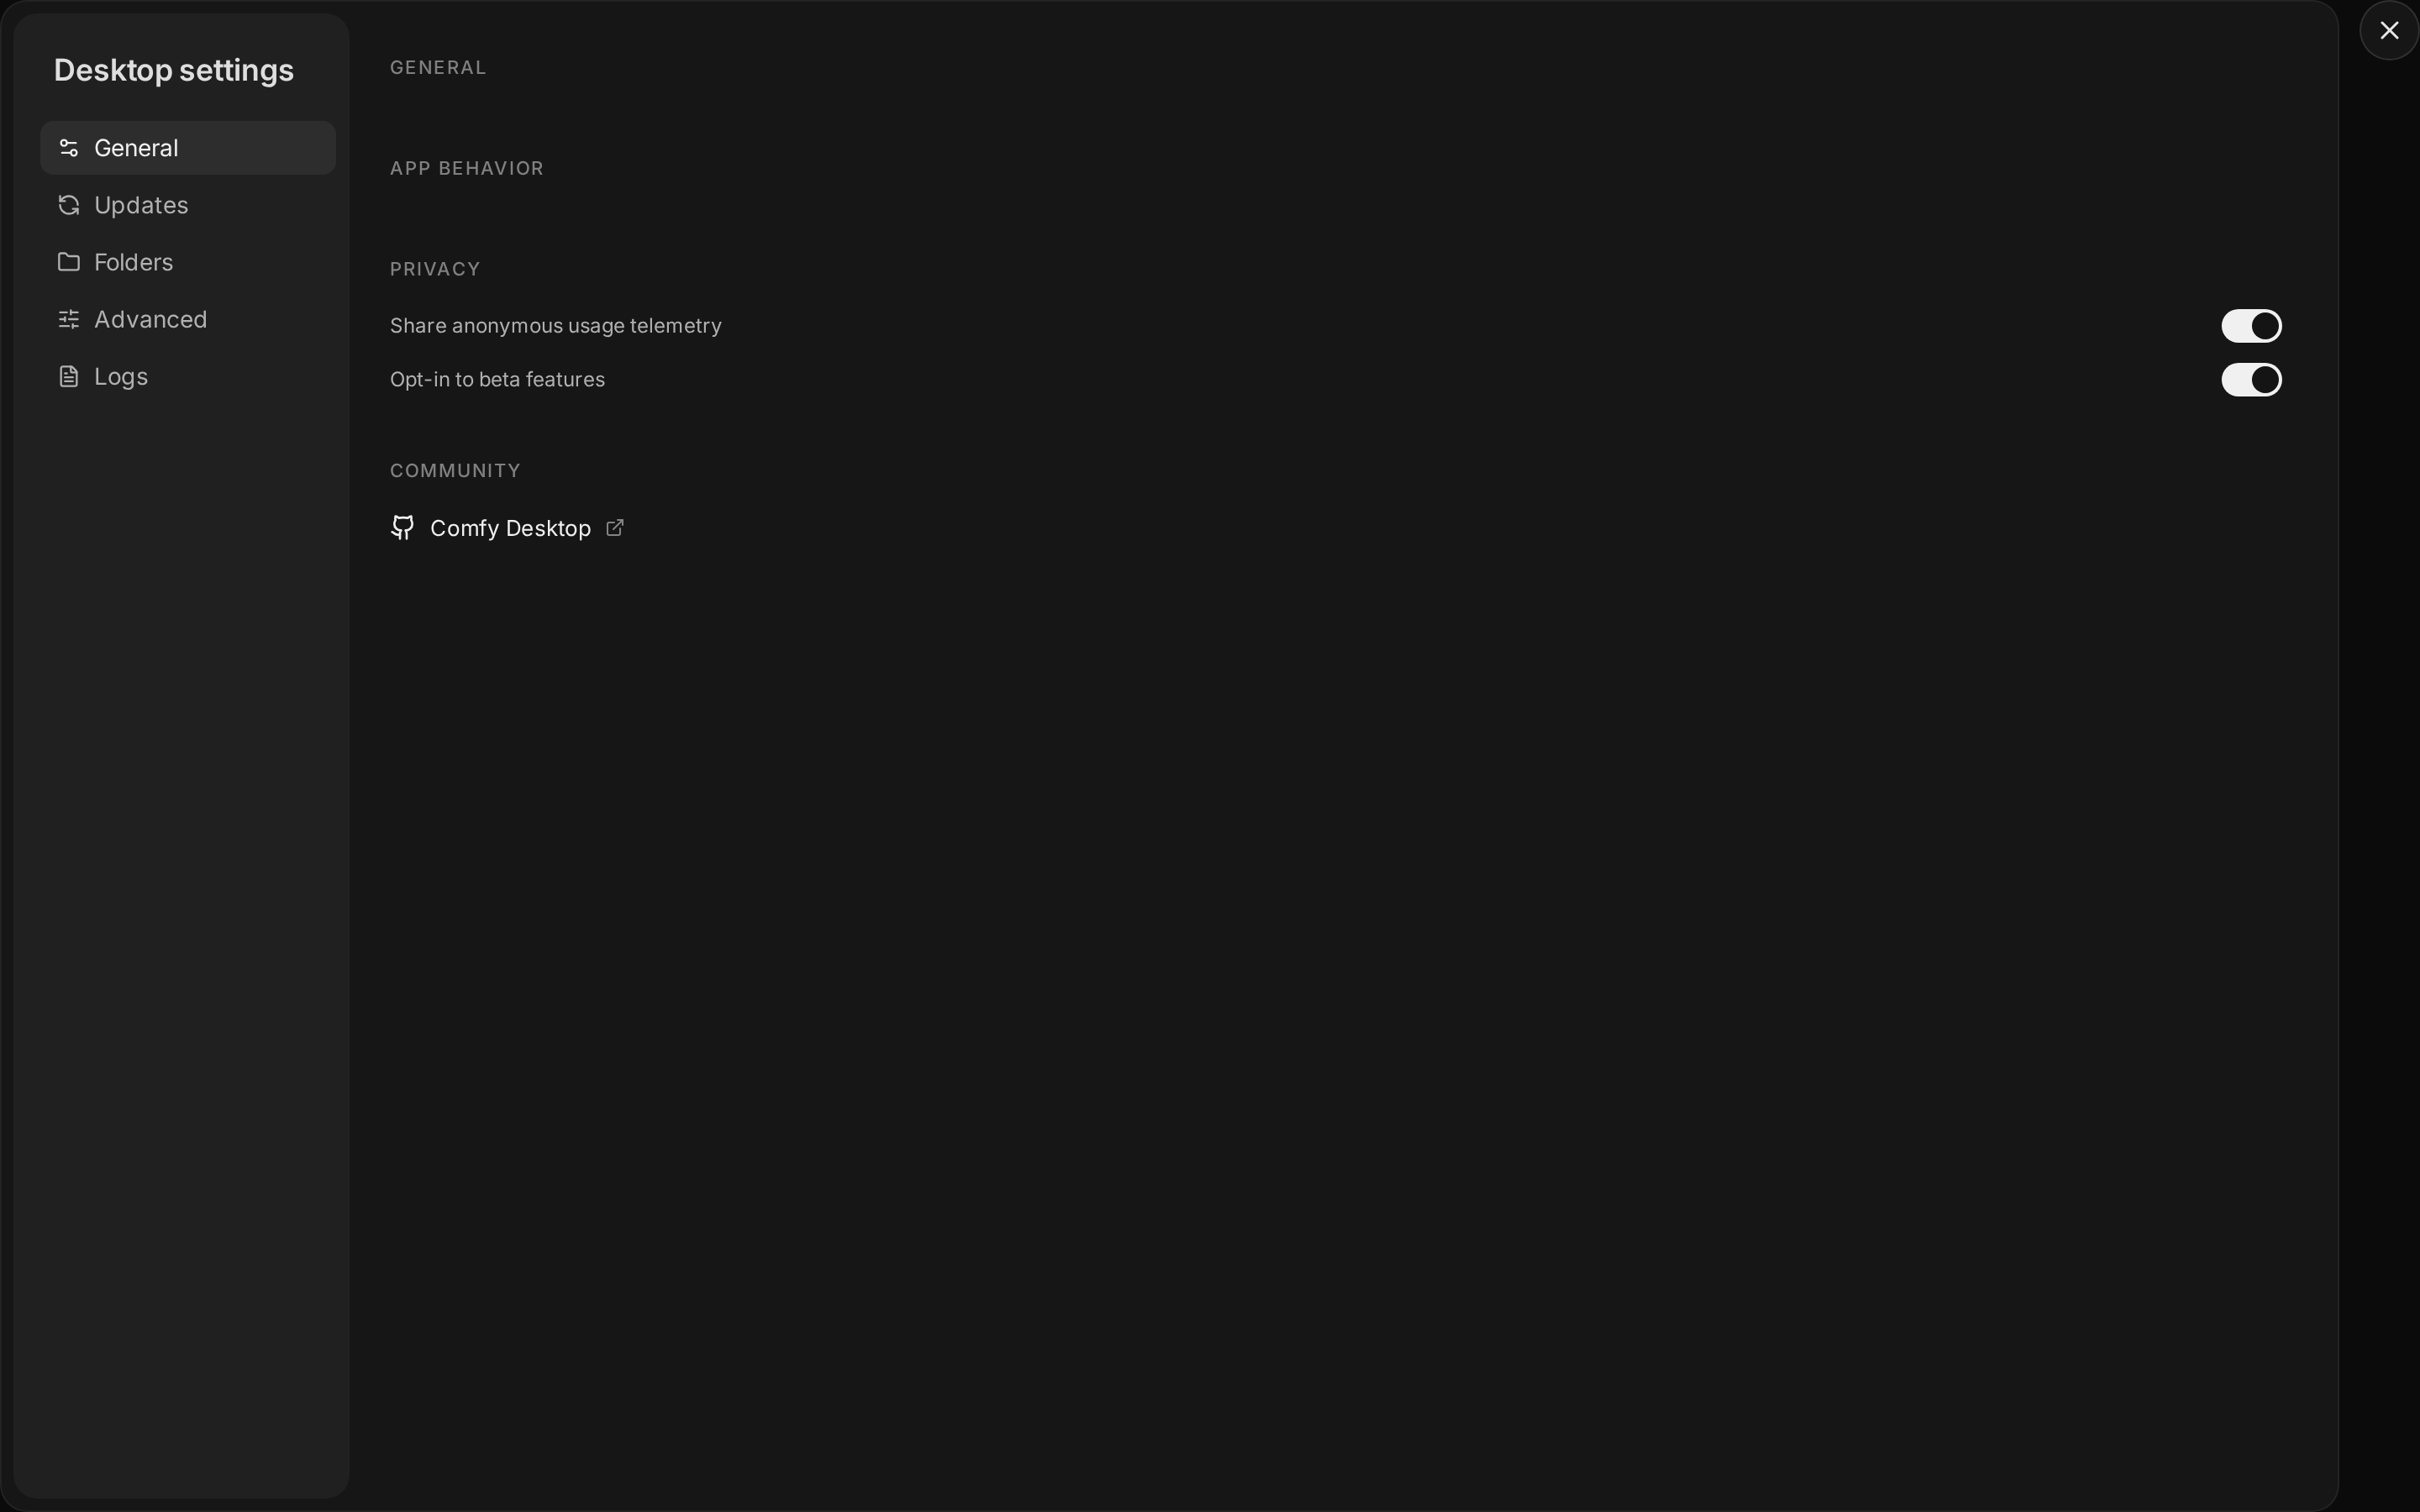 Desktop settings
General
Updates
Folders
Advanced
Logs
GENERAL
APP BEHAVIOR
PRIVACY
Share anonymous usage telemetry
Opt-in to beta features
COMMUNITY
Comfy Desktop